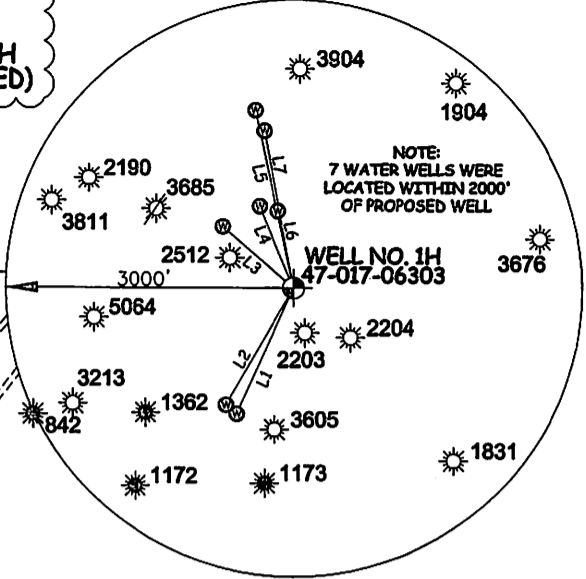 H
ED)
3904
1904
NOTE:
7 WATER WELLS WERE
LOCATED WITHIN 2000'
OF PROPOSED WELL
2190
3685
3811
W
W
L5
L7
W
W
L4
L6
W
2512
L3
WELL NO. 1H
47-017-06303
3676
3000'
5064
2204
2203
L2
L1
3213
1362
W
W
842
3605
1831
1172
1173